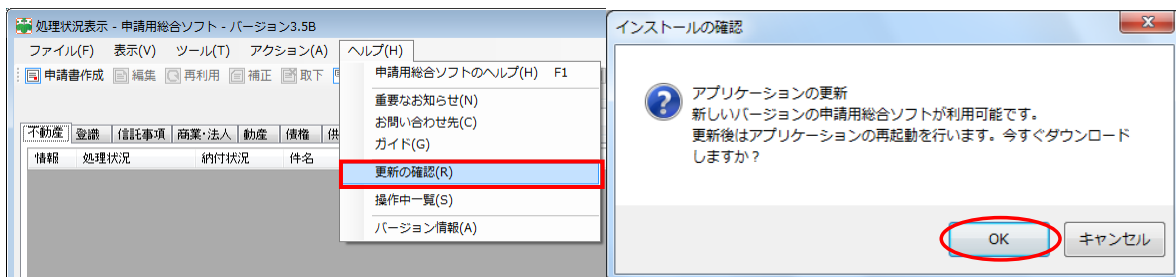 処理状況表示 - 申請用総合ソフト - バージョン3.5B
ファイル(F) 表示(V) ツール(T) アクション(A) ヘルプ(H)
申請書作成 編集 再利用 補正 取下
申請用総合ソフトのヘルプ(H) F1
重要なお知らせ(N)
お問い合わせ先(C)
ガイド(G)
更新の確認(R)
操作中一覧(S)
バージョン情報(A)
不動産 登識 信託事項 商業・法人 動産 債権 供
情報 処理状況 納付状況 件名
インストールの確認
アプリケーションの更新
新しいバージョンの申請用総合ソフトが利用可能です。
更新後はアプリケーションの再起動を行います。今すぐダウンロード
しますか？
OK キャンセル